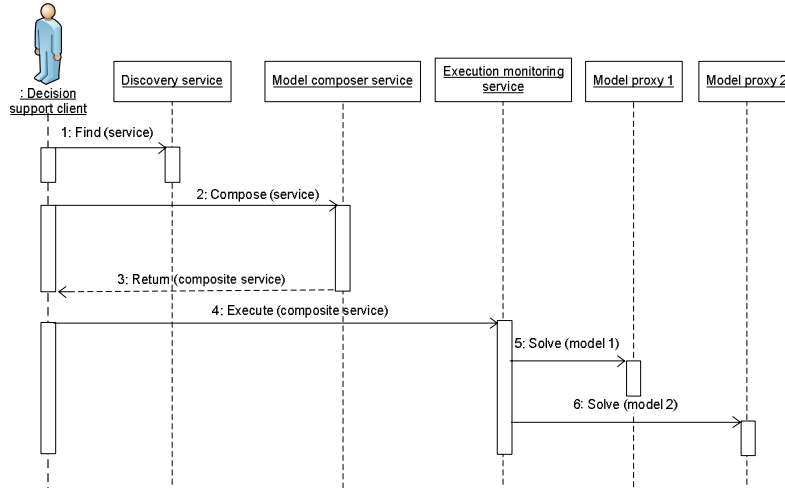 : Decision
support client
Discovery service
Model composer service
Execution monitoring
service
Model proxy 1
Model proxy 2
1: Find (service)
2: Compose (service)
3: Return (composite service)
4: Execute (composite service)
5: Solve (model 1)
6: Solve (model 2)